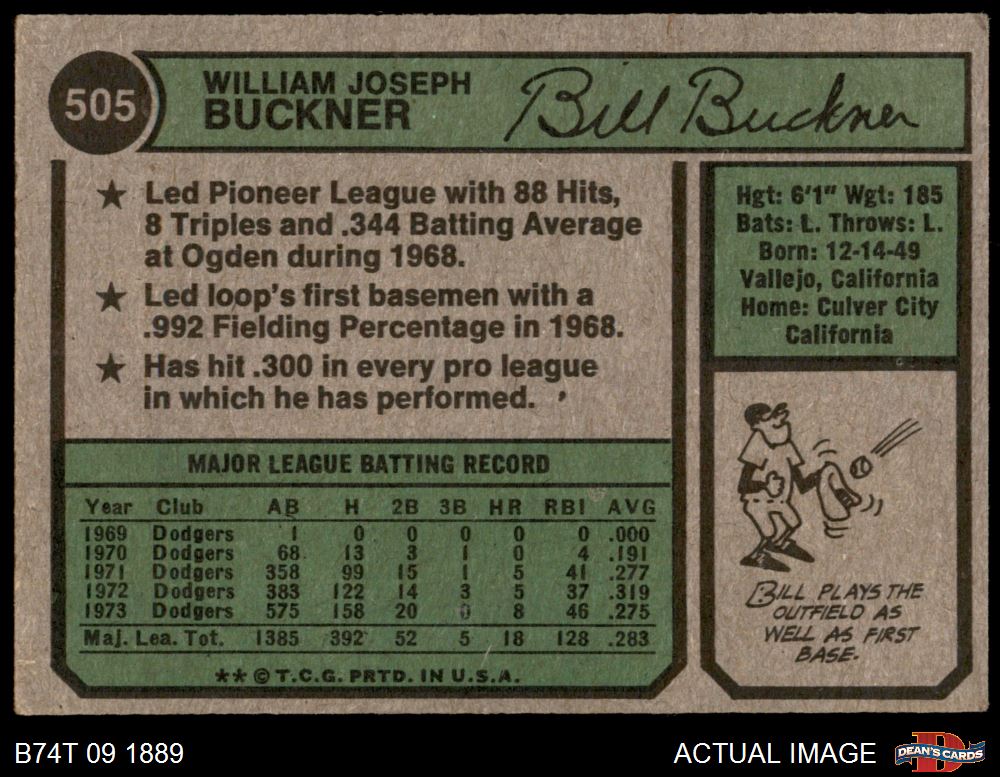 505
WILLIAM JOSEPH
BUCKNER
Bill Buckner
★ Led Pioneer League with 88 Hits,
8 Triples and .344 Batting Average
at Ogden during 1968.
★ Led loop's first basemen with a
.992 Fielding Percentage in 1968.
★ Has hit .300 in every pro league
in which he has performed.
Hgt: 6'1" Wgt: 185
Bats: L. Throws: L.
Born: 12-14-49
Vallejo, California
Home: Culver City
California
MAJOR LEAGUE BATTING RECORD
Year Club AB H 2B 3B HR RBI AVG
1969 Dodgers 1 0 0 0 0 0 .000
1970 Dodgers 68 13 3 1 0 4 .191
1971 Dodgers 358 99 15 1 5 41 .277
1972 Dodgers 383 122 14 3 5 37 .319
1973 Dodgers 575 158 20 0 8 46 .275
Maj. Lea. Tot. 1385 392 52 5 18 128 .283
** © T.C.G. PRTD. IN U.S.A.
BILL PLAYS THE
OUTFIELD AS
WELL AS FIRST
BASE.
B74T 09 1889
ACTUAL IMAGE
D
DEAN'S CARDS